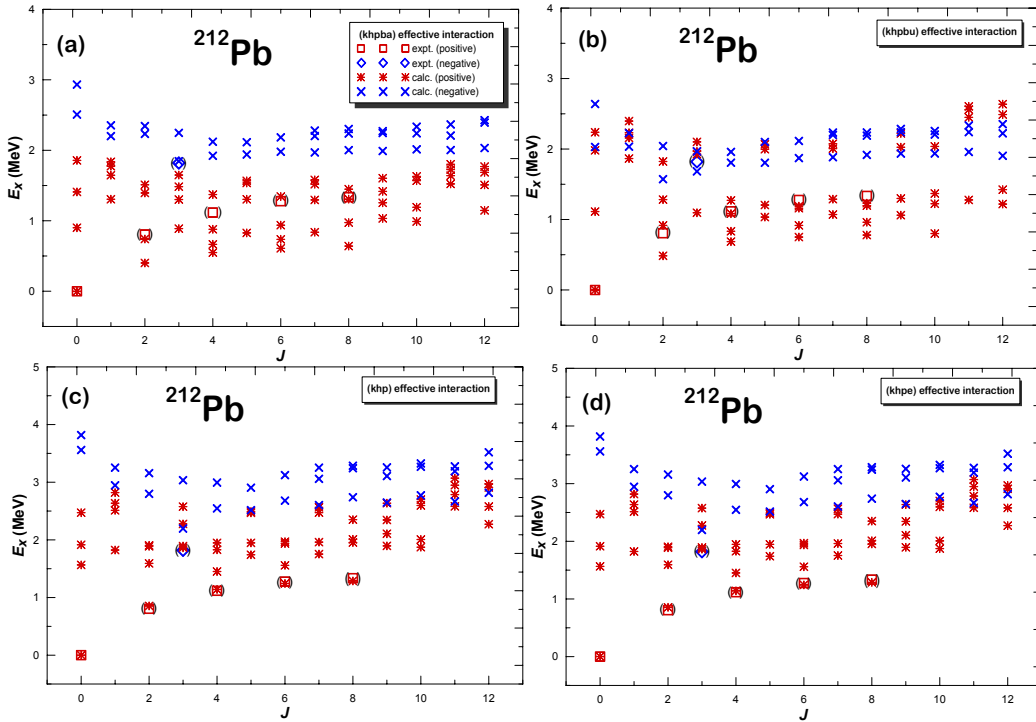 (a)
212Pb
(khpba) effective interaction
expt. (positive)
expt. (negative)
calc. (positive)
calc. (negative)
Ex (MeV)
4
3
2
1
0
0 2 4 6 8 10 12
J
(b)
212Pb
(khpbu) effective interaction
Ex (MeV)
4
3
2
1
0
0 2 4 6 8 10 12
J
(c)
212Pb
(khp) effective interaction
Ex (MeV)
5
4
3
2
1
0
0 2 4 6 8 10 12
J
(d)
212Pb
(khpe) effective interaction
Ex (MeV)
5
4
3
2
1
0
0 2 4 6 8 10 12
J